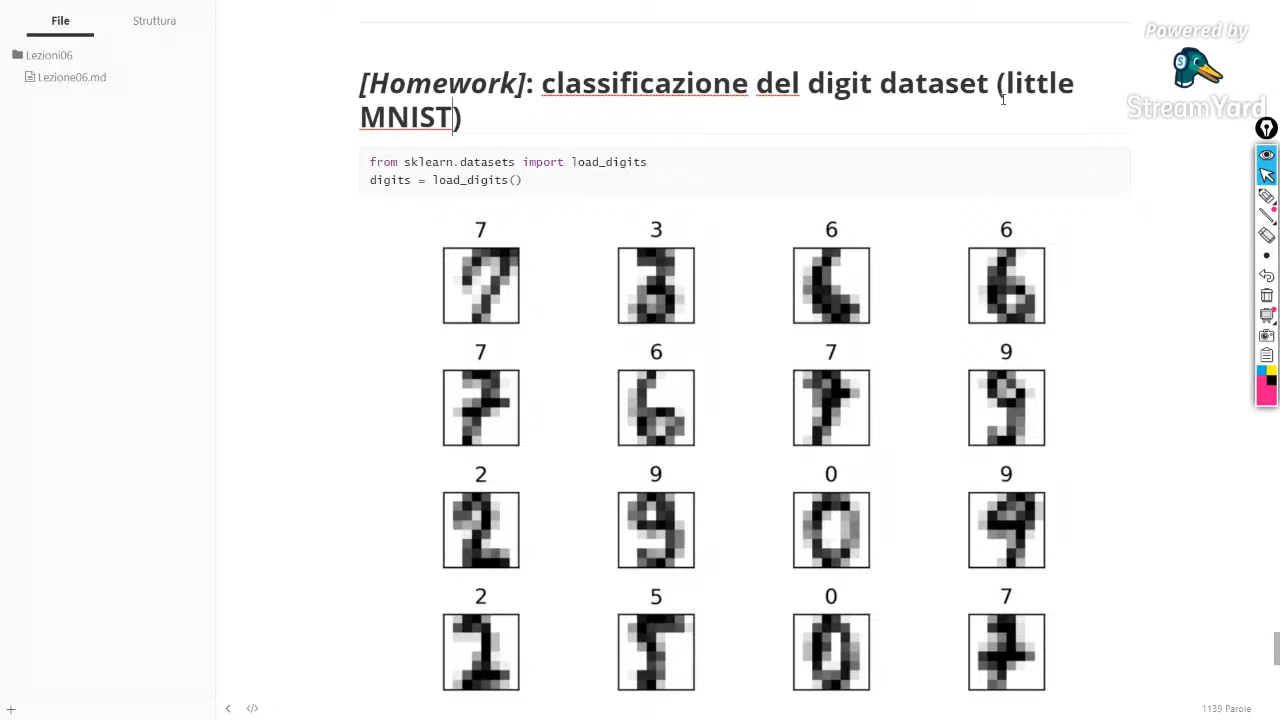 File Struttura
Lezioni06
Lezione06.md
Powered by
StreamYard
[Homework]: classificazione del digit dataset (little
MNIST)
from sklearn.datasets import load_digits
digits = load_digits()
7 3 6 6
7 6 7 9
2 9 0 9
2 5 0 7
1139 Parole